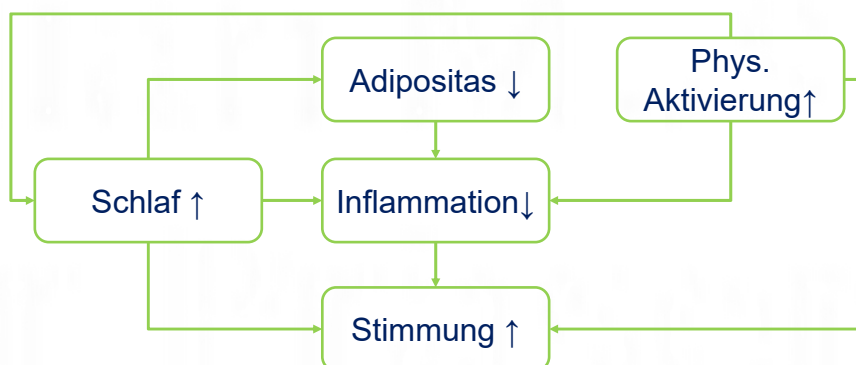 Adipositas ↓
Phys.
Aktivierung↑
Schlaf ↑
Inflammation↓
Stimmung ↑